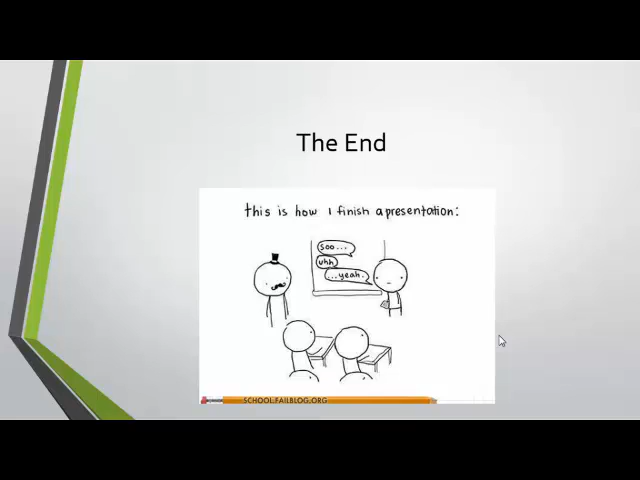 The End
this is how I finish a presentation:
soo...
uhh
...yeah.
SCHOOL.FAILBLOG.ORG